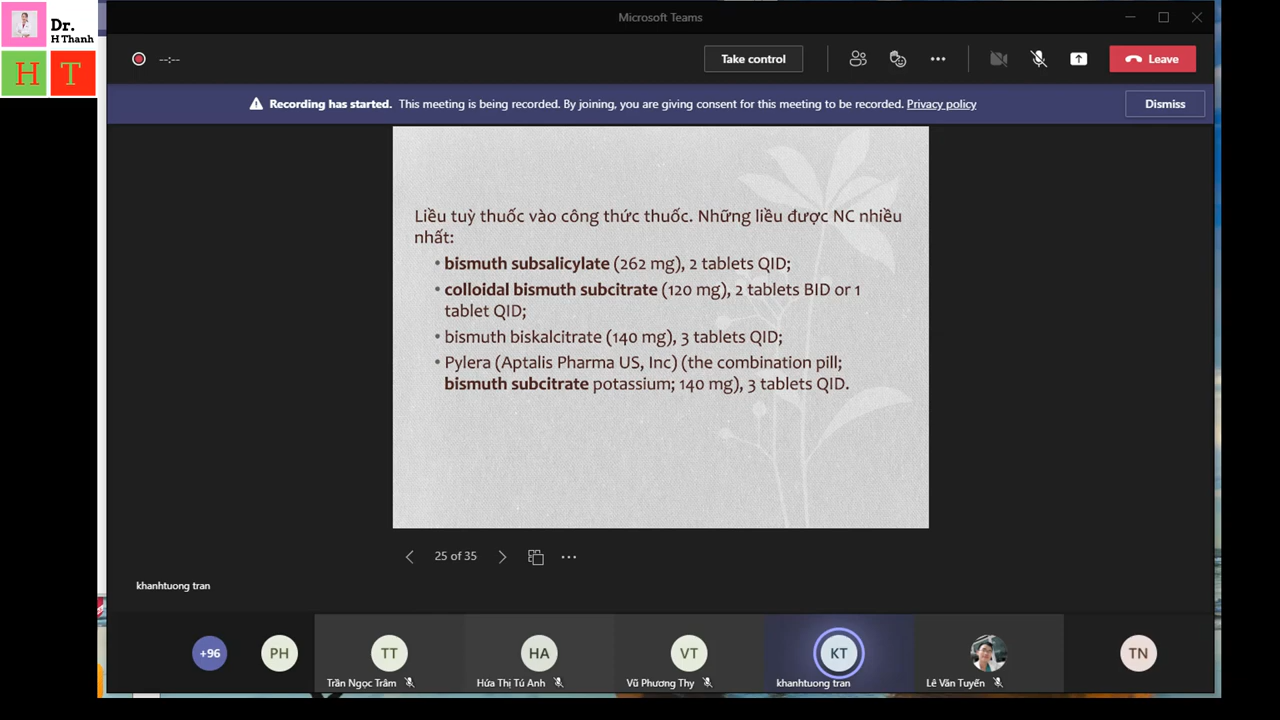 Dr.
H Thanh
H T
Microsoft Teams
--:--
Take control
Leave
Recording has started. This meeting is being recorded. By joining, you are giving consent for this meeting to be recorded. Privacy policy
Dismiss
Liều tuỳ thuốc vào công thức thuốc. Những liều được NC nhiều
nhất:
• bismuth subsalicylate (262 mg), 2 tablets QID;
• colloidal bismuth subcitrate (120 mg), 2 tablets BID or 1
tablet QID;
• bismuth biskalcitrate (140 mg), 3 tablets QID;
• Pylera (Aptalis Pharma US, Inc) (the combination pill;
bismuth subcitrate potassium; 140 mg), 3 tablets QID.
25 of 35
khanhtuong tran
+96
PH
TT
HA
VT
KT
TN
Trần Ngọc Trâm
Hứa Thị Tú Anh
Vũ Phương Thy
khanhtuong tran
Lê Văn Tuyến